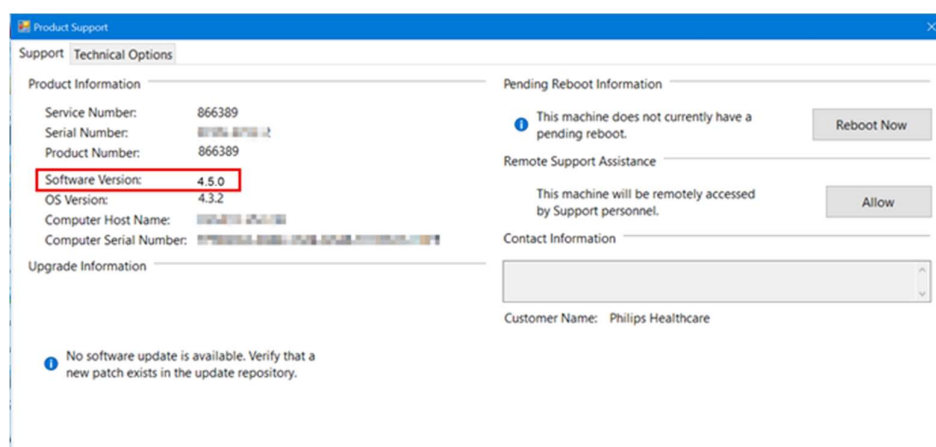 Product Support
Support Technical Options
Product Information
Service Number: 866389
Serial Number:
Product Number: 866389
Software Version: 4.5.0
OS Version: 4.3.2
Computer Host Name:
Computer Serial Number:
Upgrade Information
No software update is available. Verify that a
new patch exists in the update repository.
Pending Reboot Information
This machine does not currently have a
pending reboot.
Reboot Now
Remote Support Assistance
This machine will be remotely accessed
by Support personnel.
Allow
Contact Information
Customer Name: Philips Healthcare